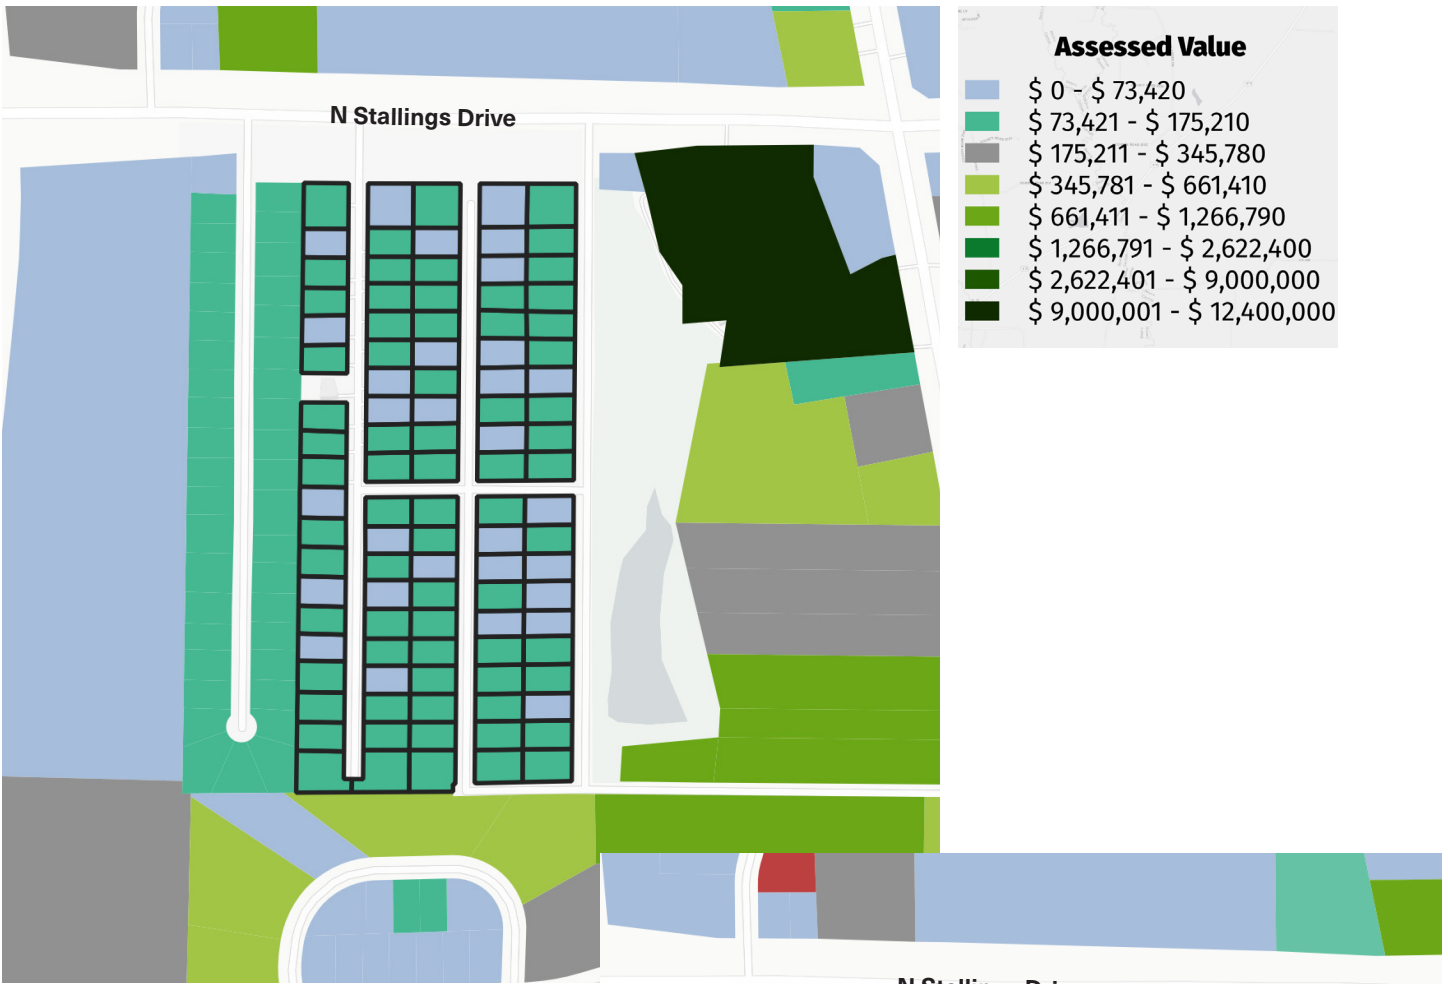 N Stallings Drive
Assessed Value
$ 0 - $ 73,420
$ 73,421 - $ 175,210
$ 175,211 - $ 345,780
$ 345,781 - $ 661,410
$ 661,411 - $ 1,266,790
$ 1,266,791 - $ 2,622,400
$ 2,622,401 - $ 9,000,000
$ 9,000,001 - $ 12,400,000
N Stallings Dri